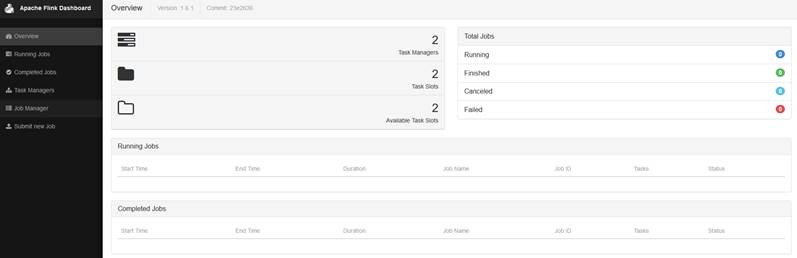 Apache Flink Dashboard
Overview
Running Jobs
Completed Jobs
Task Managers
Job Manager
Submit new Job
Overview Version: 1.6.1 Commit: 23e2636
2
Task Managers
2
Task Slots
2
Available Task Slots
Total Jobs
Running 0
Finished 0
Canceled 0
Failed 0
Running Jobs
Start Time End Time Duration Job Name Job ID Tasks Status
Completed Jobs
Start Time End Time Duration Job Name Job ID Tasks Status